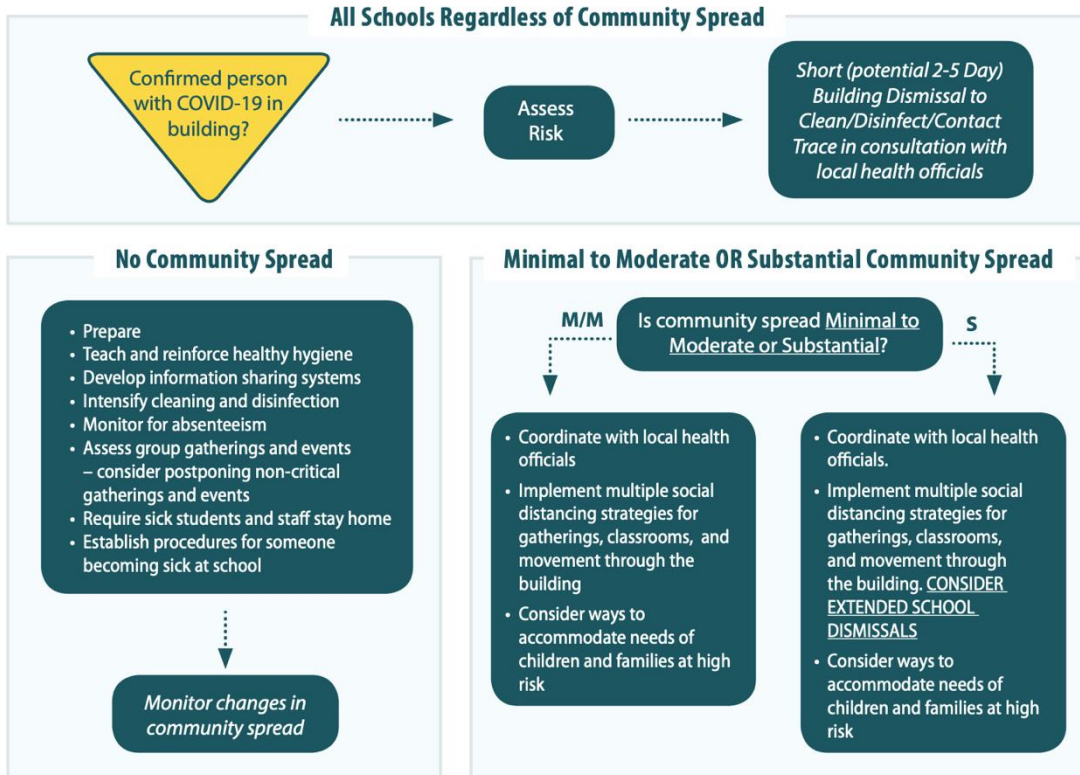 All Schools Regardless of Community Spread
Confirmed person
with COVID-19 in
building?
Assess
Risk
Short (potential 2-5 Day)
Building Dismissal to
Clean/Disinfect/Contact
Trace in consultation with
local health officials
No Community Spread
• Prepare
• Teach and reinforce healthy hygiene
• Develop information sharing systems
• Intensify cleaning and disinfection
• Monitor for absenteeism
• Assess group gatherings and events
– consider postponing non-critical
gatherings and events
• Require sick students and staff stay home
• Establish procedures for someone
becoming sick at school
Monitor changes in
community spread
Minimal to Moderate OR Substantial Community Spread
M/M
Is community spread Minimal to
Moderate or Substantial?
S
• Coordinate with local health
officials
• Implement multiple social
distancing strategies for
gatherings, classrooms, and
movement through the
building
• Consider ways to
accommodate needs of
children and families at high
risk
• Coordinate with local health
officials.
• Implement multiple social
distancing strategies for
gatherings, classrooms,
and movement through
the building. CONSIDER
EXTENDED SCHOOL
DISMISSALS
• Consider ways to
accommodate needs of
children and families at high
risk